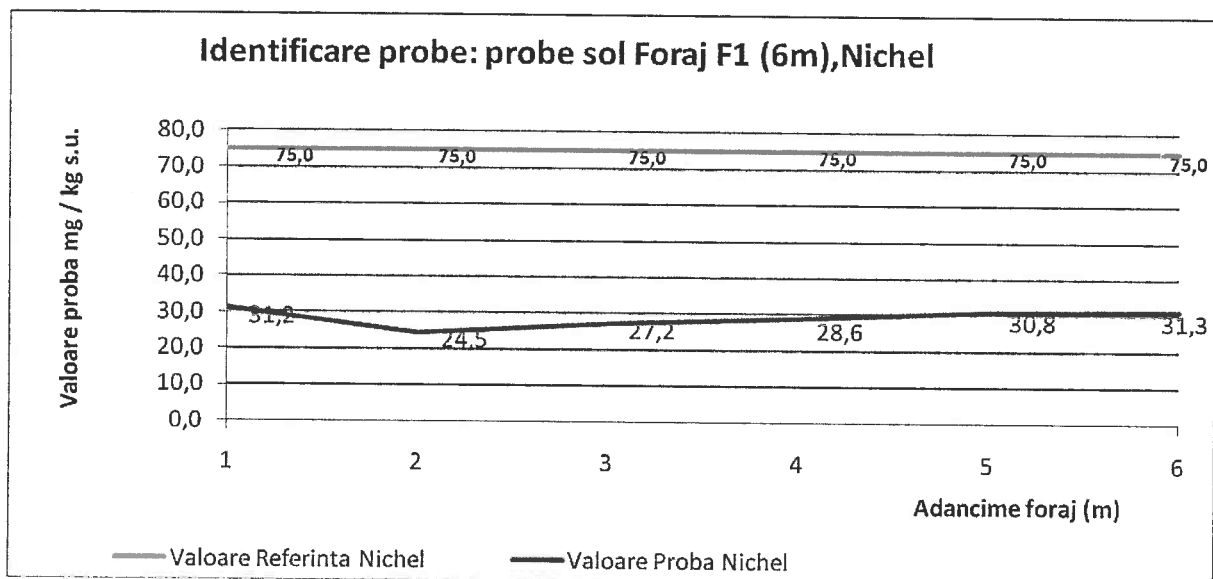 Identificare probe: probe sol Foraj F1 (6m),Nichel
Valoare proba mg / kg s.u.
80,0
70,0
60,0
50,0
40,0
30,0
20,0
10,0
0,0
75,0 75,0 75,0 75,0 75,0 75,0
31,2 24,5 27,2 28,6 30,8 31,3
1 2 3 4 5 6
Adancime foraj (m)
Valoare Referinta Nichel Valoare Proba Nichel